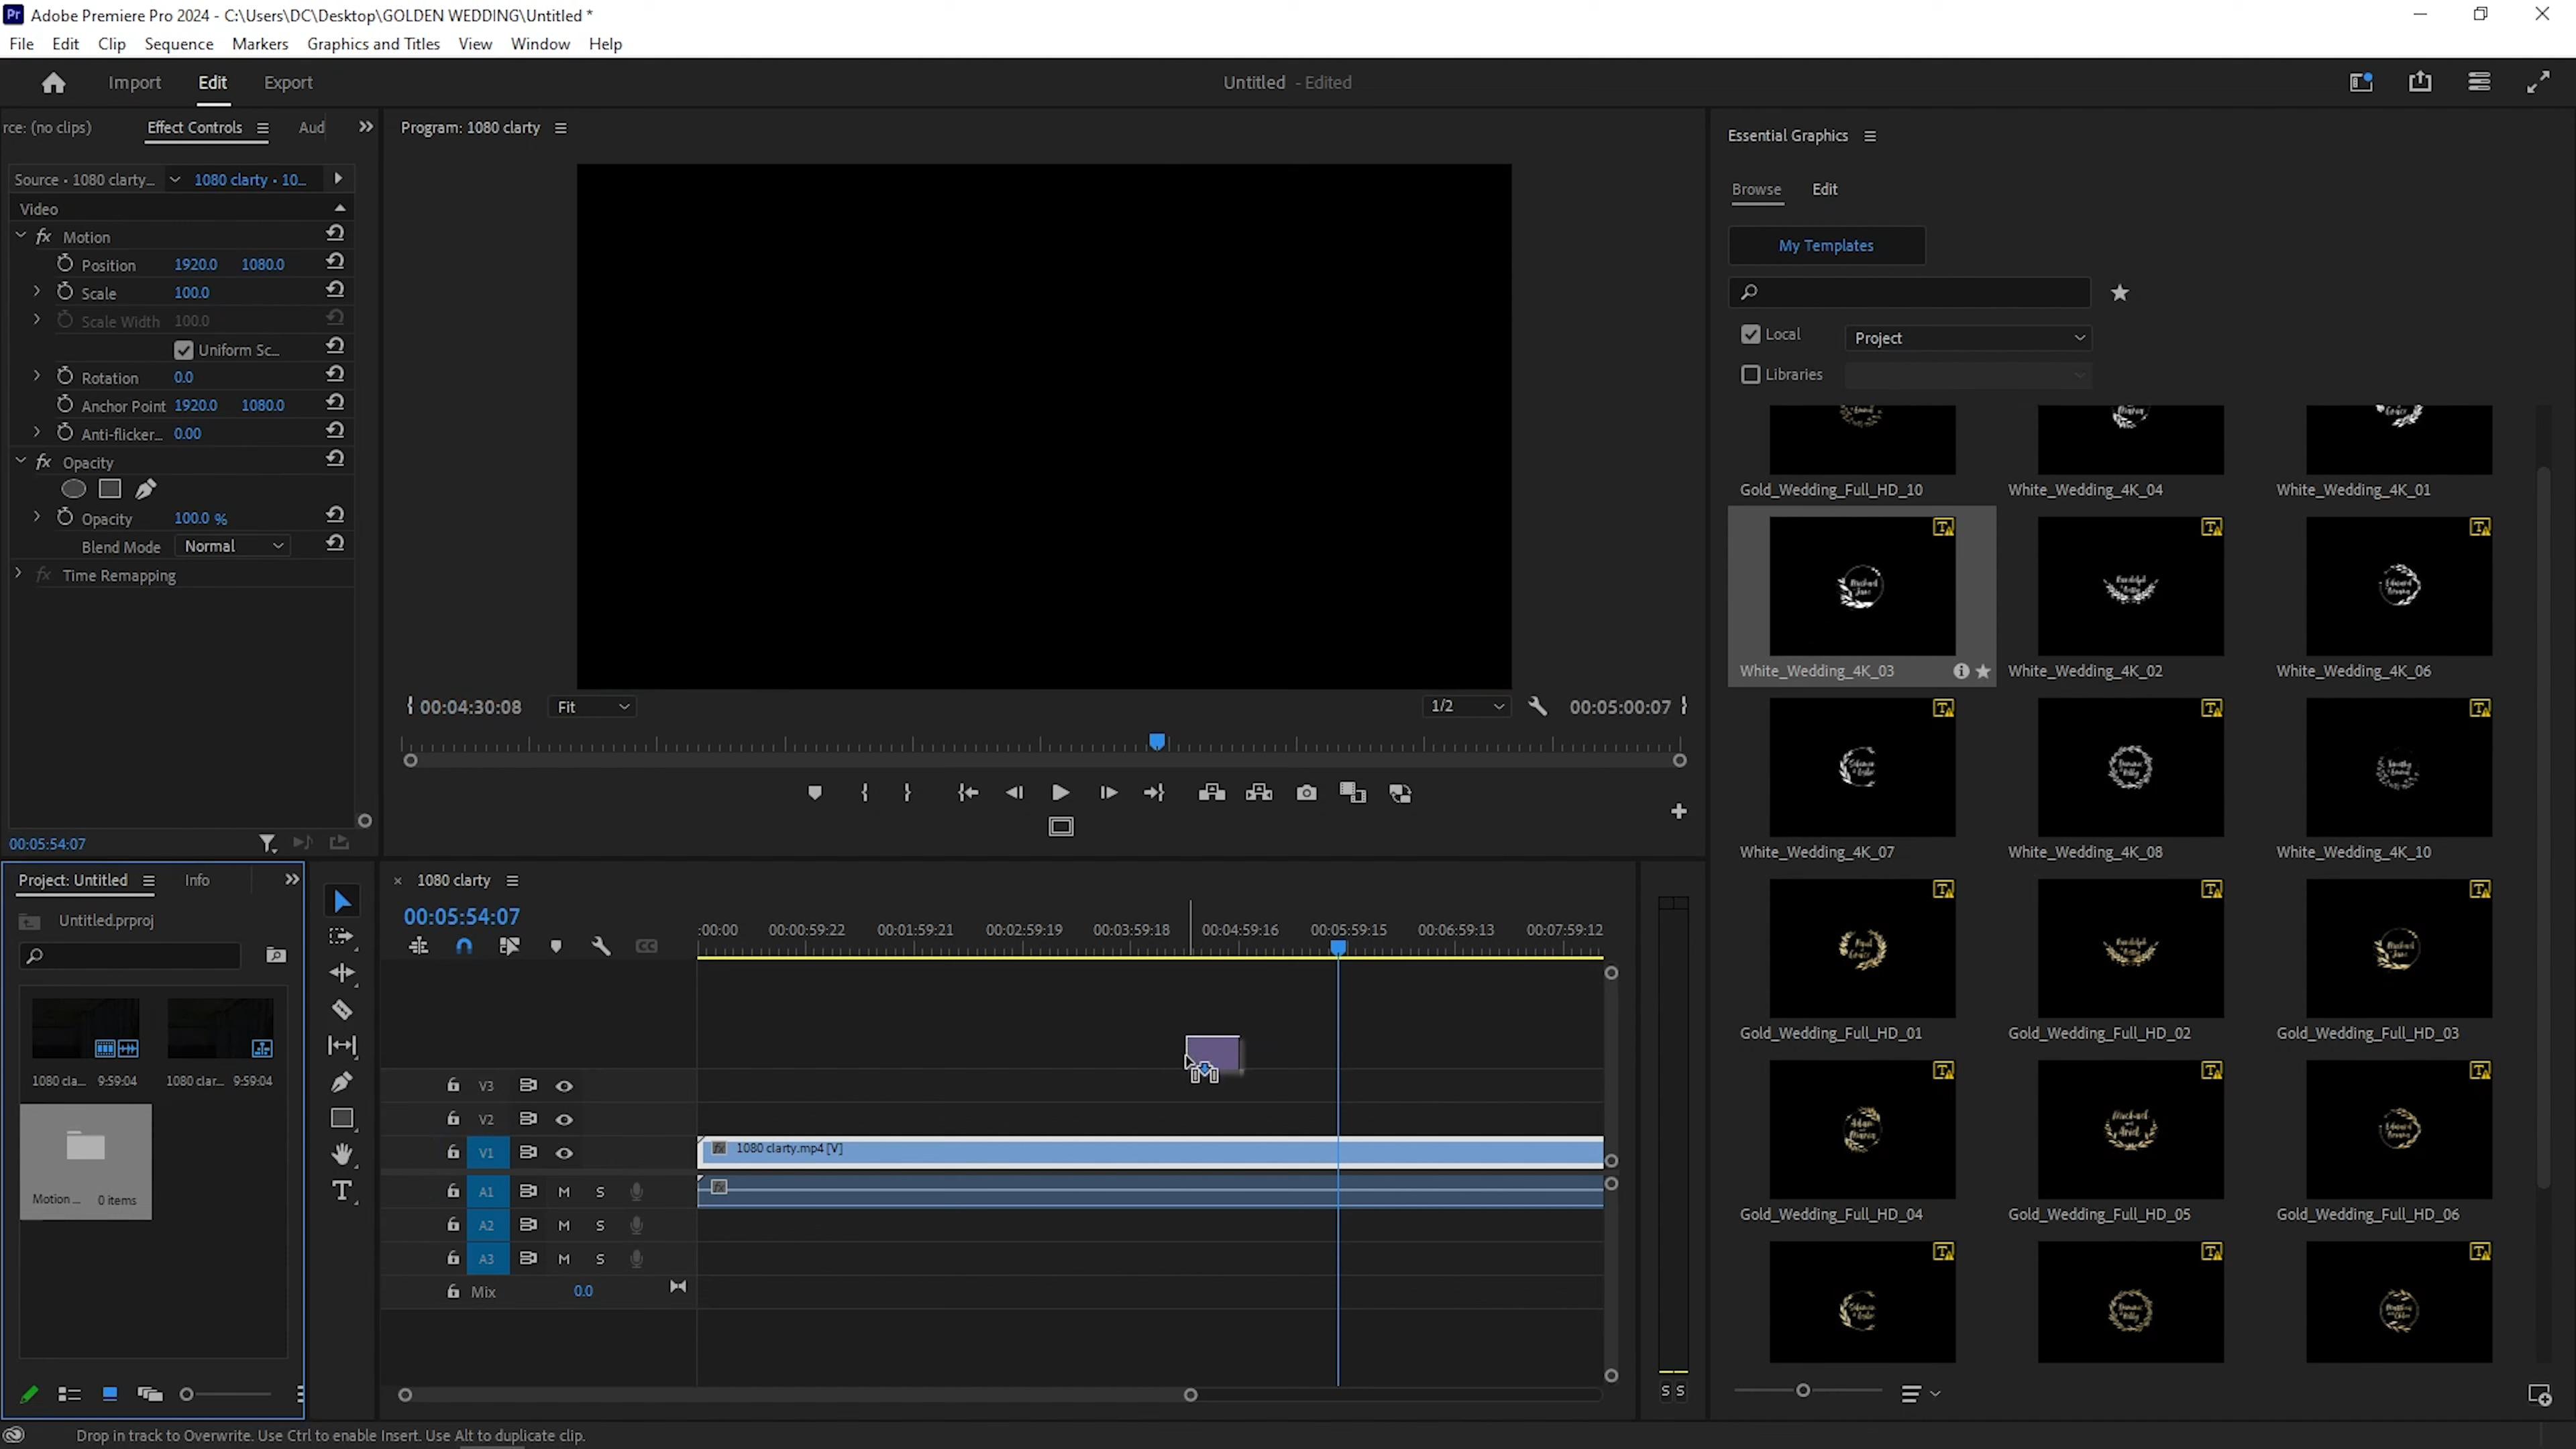 Adobe Premiere Pro 2024 - C:\Users\DC\Desktop\GOLDEN WEDDING\Untitled *
File Edit Clip Sequence Markers Graphics and Titles View Window Help
Import Edit Export
Untitled - Edited
rce: (no clips) Effect Controls Aud
Program: 1080 clarty
Source • 1080 clarty... 1080 clarty • 10...
Video
fx Motion
Position 1920.0 1080.0
Scale 100.0
Scale Width 100.0
Uniform Sc...
Rotation 0.0
Anchor Point 1920.0 1080.0
Anti-flicker... 0.00
fx Opacity
Opacity 100.0 %
Blend Mode Normal
fx Time Remapping
00:05:54:07
00:04:30:08 Fit 1/2 00:05:00:07
Project: Untitled Info
Untitled.prproj
1080 cla... 9:59:04 1080 clar... 9:59:04
Motion ... 0 items
1080 clarty
00:05:54:07
:00:00 00:00:59:22 00:01:59:21 00:02:59:19 00:03:59:18 00:04:59:16 00:05:59:15 00:06:59:13 00:07:59:12
CC
V3
V2
V1 fx 1080 clarty.mp4 [V]
A1 M S fx
A2 M S
A3 M S
Mix 0.0
S S
Essential Graphics
Browse Edit
My Templates
Local Project
Libraries
Gold_Wedding_Full_HD_10 White_Wedding_4K_04 White_Wedding_4K_01
White_Wedding_4K_03 White_Wedding_4K_02 White_Wedding_4K_06
White_Wedding_4K_07 White_Wedding_4K_08 White_Wedding_4K_10
Gold_Wedding_Full_HD_01 Gold_Wedding_Full_HD_02 Gold_Wedding_Full_HD_03
Gold_Wedding_Full_HD_04 Gold_Wedding_Full_HD_05 Gold_Wedding_Full_HD_06
Drop in track to Overwrite. Use Ctrl to enable Insert. Use Alt to duplicate clip.